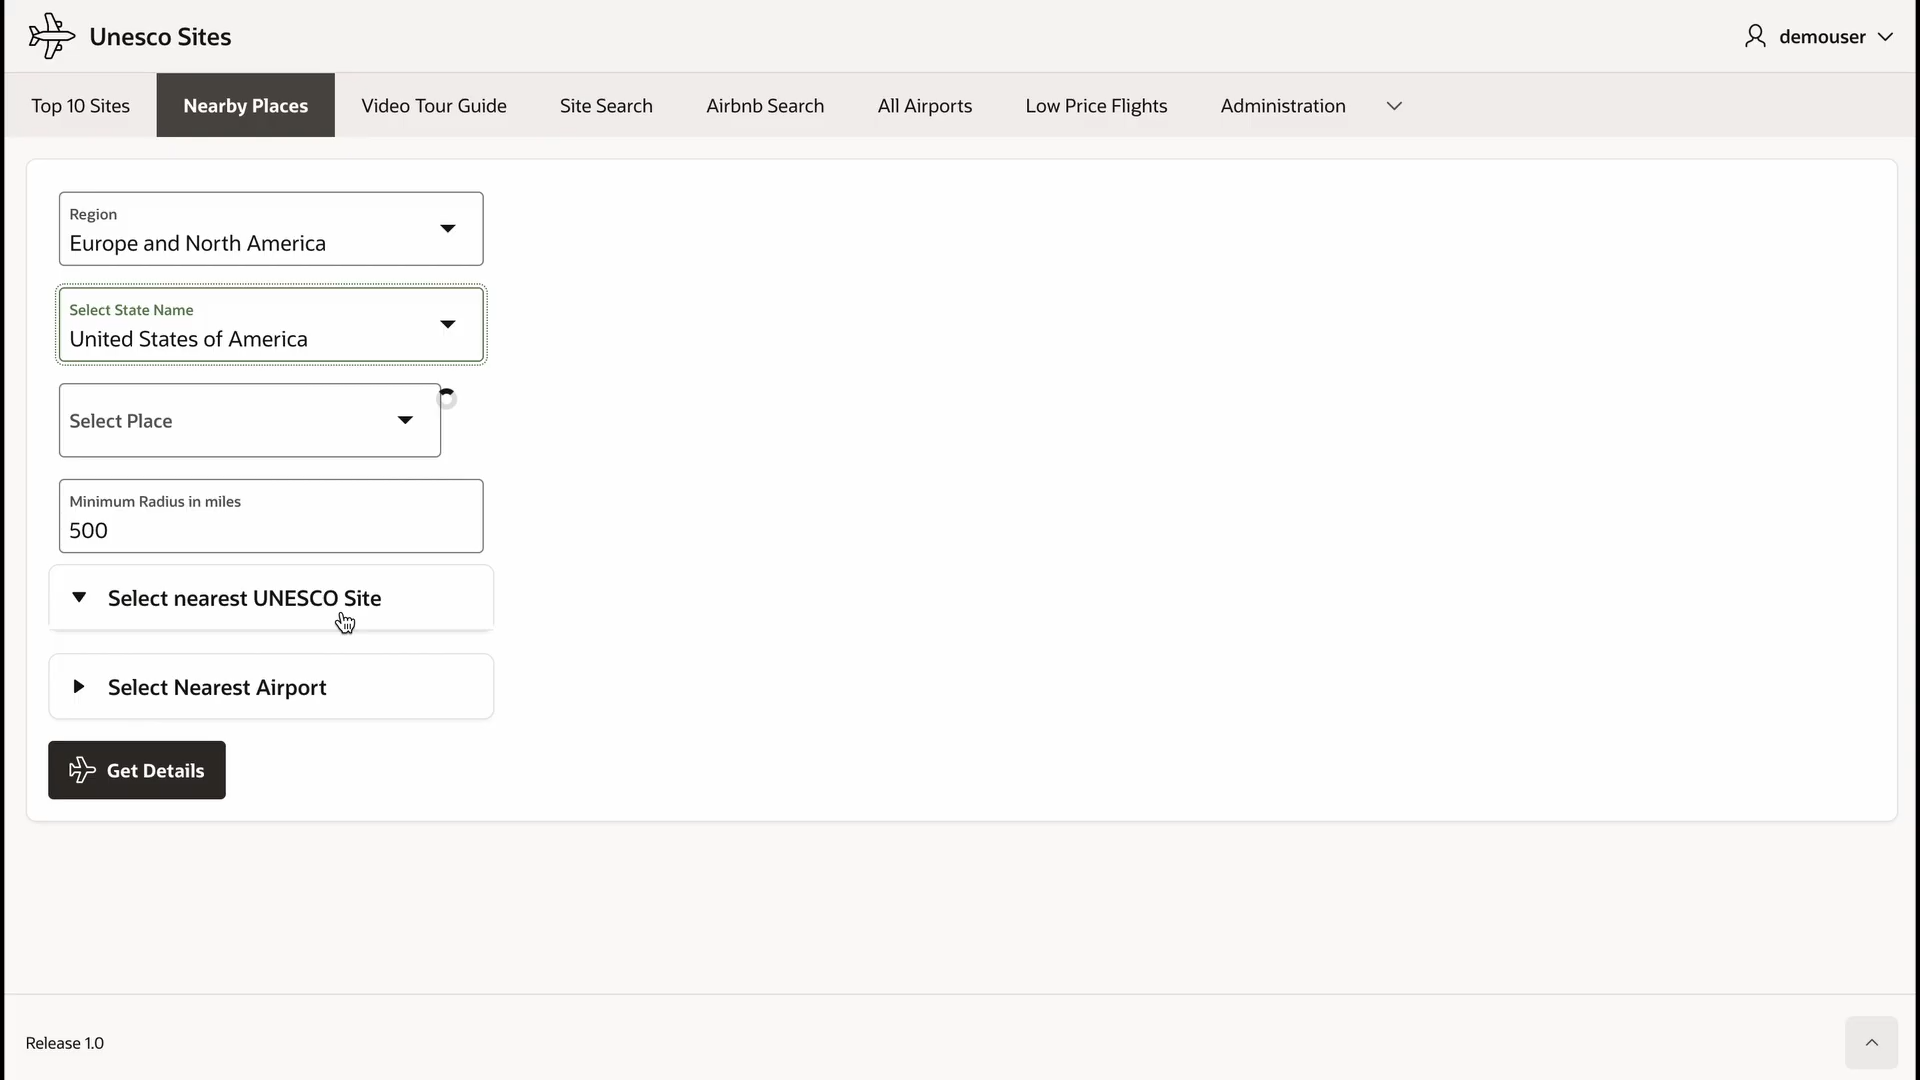 Unesco Sites
demouser
Top 10 Sites
Nearby Places
Video Tour Guide
Site Search
Airbnb Search
All Airports
Low Price Flights
Administration
Region
Europe and North America
Select State Name
United States of America
Select Place
Minimum Radius in miles
500
Select nearest UNESCO Site
Select Nearest Airport
Get Details
Release 1.0